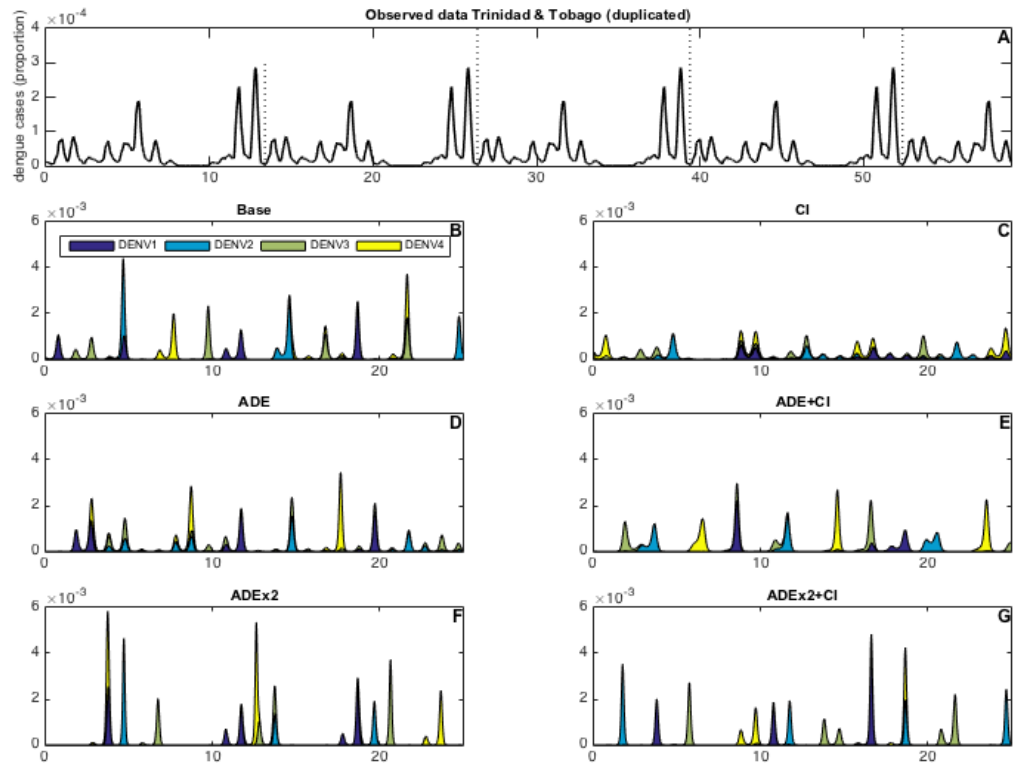 Observed data Trinidad & Tobago (duplicated)
×10⁻⁴
A
dengue cases (proportion)
4
3
2
1
0
0 10 20 30 40 50
Base
×10⁻³
B
DENV1 DENV2 DENV3 DENV4
6
4
2
0
0 10 20
CI
×10⁻³
C
6
4
2
0
0 10 20
ADE
×10⁻³
D
6
4
2
0
0 10 20
ADE+CI
×10⁻³
E
6
4
2
0
0 10 20
ADEx2
×10⁻³
F
6
4
2
0
0 10 20
ADEx2+CI
×10⁻³
G
6
4
2
0
0 10 20